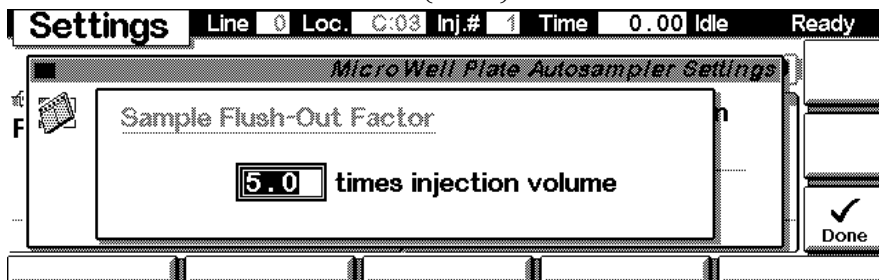 Settings Line 0 Loc. C:03 Inj.# 1 Time 0.00 Idle Ready
MicroWell Plate Autosampler Settings
F
Sample Flush-Out Factor
n
5.0 times injection volume
Done